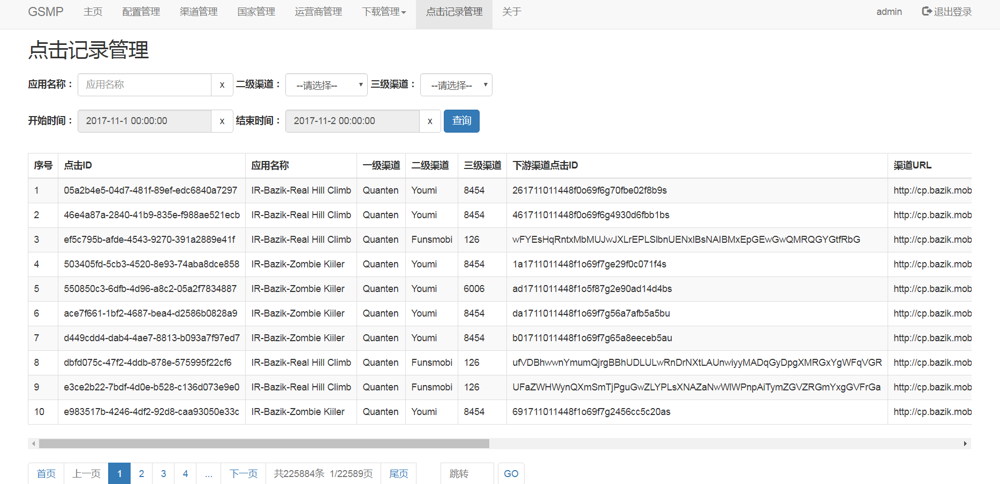 GSMP 主页 配置管理 渠道管理 国家管理 运营商管理 下载管理 点击记录管理 关于 admin 退出登录
点击记录管理
应用名称： 应用名称 x 二级渠道： --请选择-- 三级渠道： --请选择--
开始时间： 2017-11-1 00:00:00 x 结束时间： 2017-11-2 00:00:00 x 查询
序号 点击ID 应用名称 一级渠道 二级渠道 三级渠道 下游渠道点击ID 渠道URL
1 05a2b4e5-04d7-481f-89ef-edc6840a7297 IR-Bazik-Real Hill Climb Quanten Youmi 8454 261711011448f0o69f6g70fbe02f8b9s http://cp.bazik.mob
2 46e4a87a-2840-41b9-835e-f988ae521ecb IR-Bazik-Real Hill Climb Quanten Youmi 8454 461711011448f0o69f6g4930d6fbb1bs http://cp.bazik.mob
3 ef5c795b-afde-4543-9270-391a2889e41f IR-Bazik-Real Hill Climb Quanten Funsmobi 126 wFYEsHqRntxMbMUJwJXLrEPLSIbnUENxIBsNAIBMxEpGEwGwQMRQGYGtfRbG http://cp.bazik.mob
4 503405fd-5cb3-4520-8e93-74aba8dce858 IR-Bazik-Zombie Kiiler Quanten Youmi 8454 1a1711011448f1o69f7ge29f0c071f4s http://cp.bazik.mob
5 550850c3-6dfb-4d96-a8c2-05a2f7834887 IR-Bazik-Zombie Kiiler Quanten Youmi 6006 ad1711011448f1o5f87g2e90ad14d4bs http://cp.bazik.mob
6 ace7f661-1bf2-4687-bea4-d2586b0828a9 IR-Bazik-Zombie Kiiler Quanten Youmi 8454 da1711011448f1o69f7g56a7afb5a5bu http://cp.bazik.mob
7 d449cdd4-dab4-4ae7-8813-b093a7f97ed7 IR-Bazik-Zombie Kiiler Quanten Youmi 8454 b01711011448f1o69f7g65a8eeceb5au http://cp.bazik.mob
8 dbfd075c-47f2-4ddb-878e-575995f22cf6 IR-Bazik-Real Hill Climb Quanten Funsmobi 126 ufVDBhwwnYmumQjrgBBhUDLULwRnDrNXtLAUnwiyyMADqGyDpgXMRGxYgWFqVGR http://cp.bazik.mob
9 e3ce2b22-7bdf-4d0e-b528-c136d073e9e0 IR-Bazik-Real Hill Climb Quanten Funsmobi 126 UFaZWHWynQXmSmTjPguGwZLYPLsXNAZaNwWlWPnpAiTymZGVZRGmYxgGVFrGa http://cp.bazik.mob
10 e983517b-4246-4df2-92d8-caa93050e33c IR-Bazik-Zombie Kiiler Quanten Youmi 8454 691711011448f1o69f7g2456cc5c20as http://cp.bazik.mob
首页 上一页 1 2 3 4 ... 下一页 共225884条 1/22589页 尾页 跳转 GO